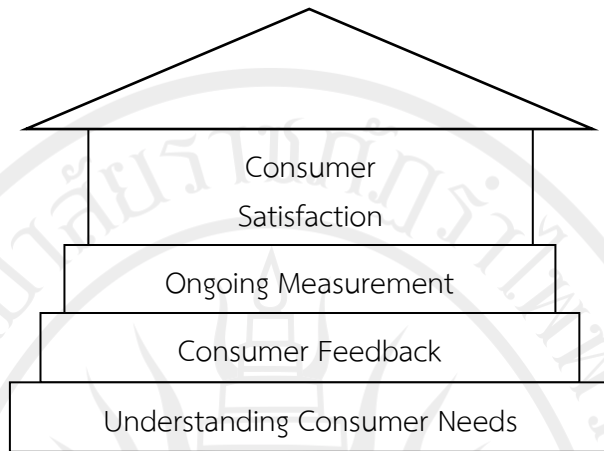 Consumer
Satisfaction
Ongoing Measurement
Consumer Feedback
Understanding Consumer Needs